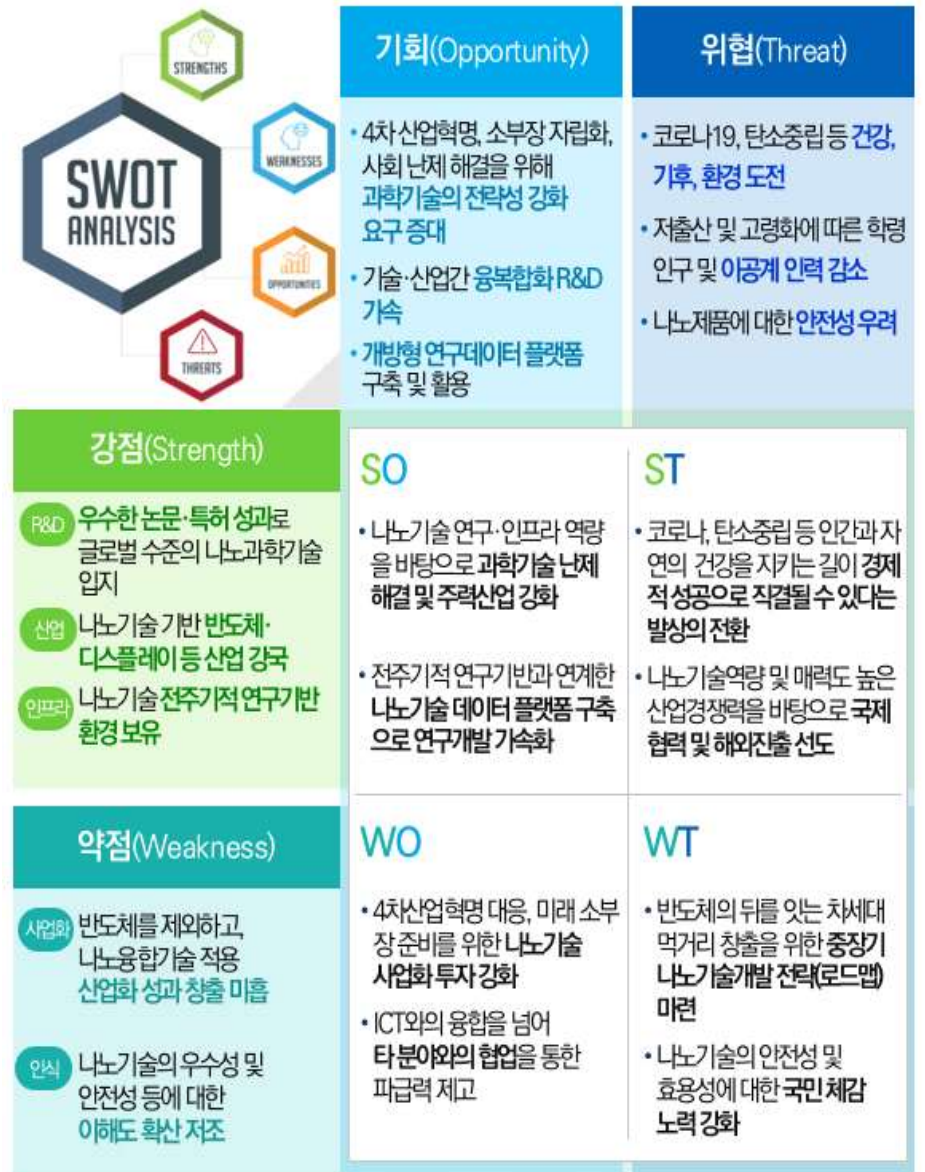 STRENGTHS
WEAKNESSES
SWOT
ANALYSIS
OPPORTUNITIES
THREATS
기회(Opportunity)
• 4차 산업혁명, 소부장 자립화,
사회 난제 해결을 위해
과학기술의 전략성 강화
요구 증대
• 기술·산업간 융복합화 R&D
가속
• 개방형 연구데이터 플랫폼
구축 및 활용
위협(Threat)
• 코로나19, 탄소중립 등 건강,
기후, 환경 도전
• 저출산 및 고령화에 따른 학령
인구 및 이공계 인력 감소
• 나노제품에 대한 안전성 우려
강점(Strength)
R&D 우수한 논문·특허 성과로
글로벌 수준의 나노과학기술
입지
산업 나노기술 기반 반도체·
디스플레이 등 산업 강국
인프라 나노기술 전주기적 연구기반
환경 보유
SO
• 나노기술 연구·인프라 역량
을 바탕으로 과학기술 난제
해결 및 주력산업 강화
• 전주기적 연구기반과 연계한
나노기술 데이터 플랫폼 구축
으로 연구개발 가속화
ST
• 코로나, 탄소중립 등 인간과 자
연의 건강을 지키는 길이 경제
적 성공으로 직결될 수 있다는
발상의 전환
• 나노기술역량 및 매력도 높은
산업경쟁력을 바탕으로 국제
협력 및 해외진출 선도
약점(Weakness)
사업화 반도체를 제외하고,
나노융합기술 적용
산업화 성과 창출 미흡
인식 나노기술의 우수성 및
안전성 등에 대한
이해도 확산 저조
WO
• 4차산업혁명 대응, 미래 소부
장 준비를 위한 나노기술
사업화 투자 강화
• ICT와의 융합을 넘어
타 분야와의 협업을 통한
파급력 제고
WT
• 반도체의 뒤를 잇는 차세대
먹거리 창출을 위한 중장기
나노기술개발 전략(로드맵)
마련
• 나노기술의 안전성 및
효용성에 대한 국민 체감
노력 강화